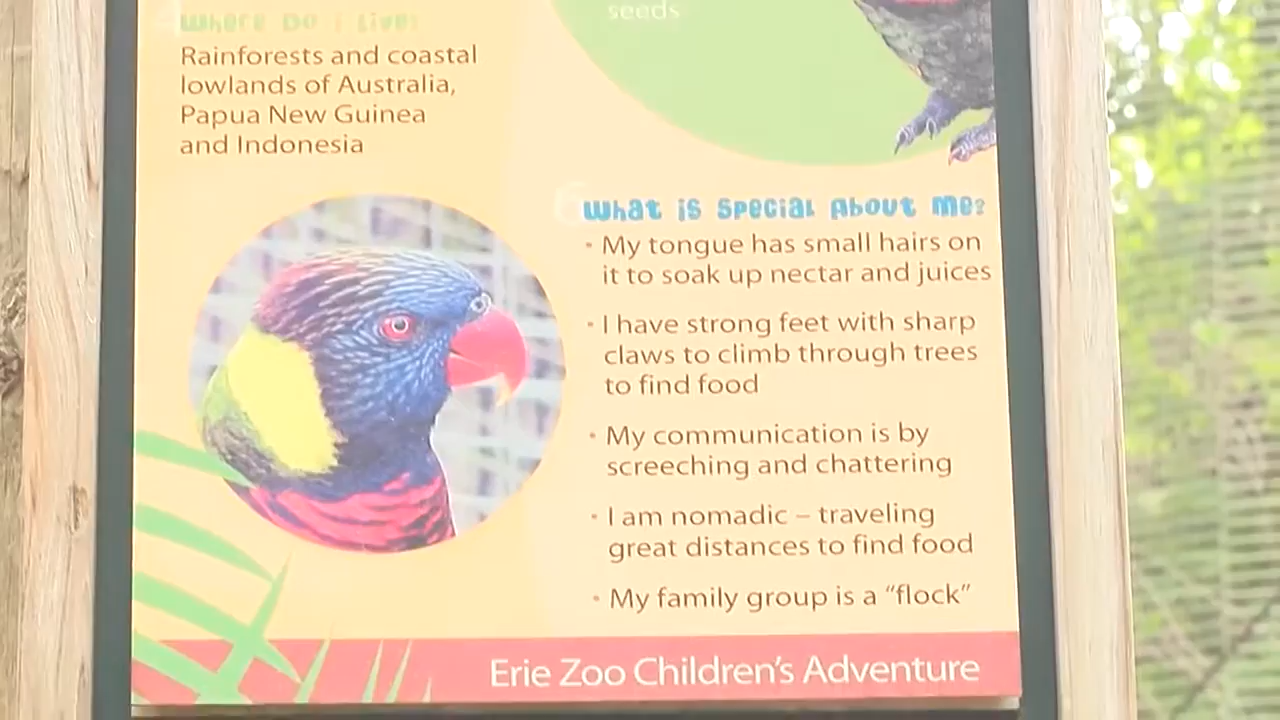 seeds
Where Do I Live?
Rainforests and coastal
lowlands of Australia,
Papua New Guinea
and Indonesia
What is Special About Me?
• My tongue has small hairs on
it to soak up nectar and juices
• I have strong feet with sharp
claws to climb through trees
to find food
• My communication is by
screeching and chattering
• I am nomadic – traveling
great distances to find food
• My family group is a “flock”
Erie Zoo Children's Adventure